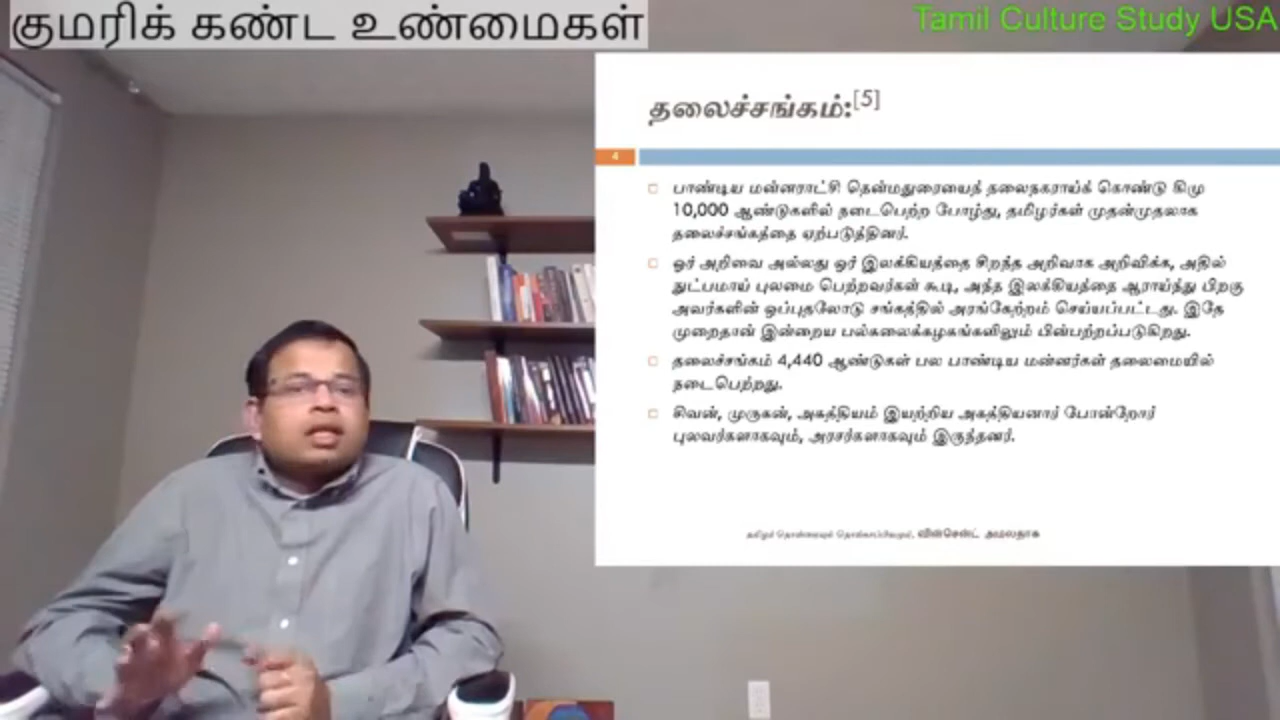 குமரிக் கண்ட உண்மைகள்
Tamil Culture Study USA
தலைச்சங்கம்:[5]
4
பாண்டிய மன்னராட்சி தென்மதுரையைத் தலைநகராய்க் கொண்டு கிமு
10,000 ஆண்டுகளில் நடைபெற்ற போழ்து, தமிழர்கள் முதன்முதலாக
தலைச்சங்கத்தை ஏற்படுத்தினர்.
ஓர் அறிவை அல்லது ஓர் இலக்கியத்தை சிறந்த அறிவாக அறிவிக்க, அதில்
நுட்பமாய் புலமை பெற்றவர்கள் கூடி, அந்த இலக்கியத்தை ஆராய்ந்து பிறகு
அவர்களின் ஒப்புதலோடு சங்கத்தில் அரங்கேற்றம் செய்யப்பட்டது. இதே
முறைதான் இன்றைய பல்கலைக்கழகங்களிலும் பின்பற்றப்படுகிறது.
தலைச்சங்கம் 4,440 ஆண்டுகள் பல பாண்டிய மன்னர்கள் தலைமையில்
நடைபெற்றது.
சிவன், முருகன், அகத்தியம் இயற்றிய அகத்தியனார் போன்றோர்
புலவர்களாகவும், அரசர்களாகவும் இருந்தனர்.
தமிழர் தொன்மையும் தொல்காப்பியமும், வின்சென்ட்